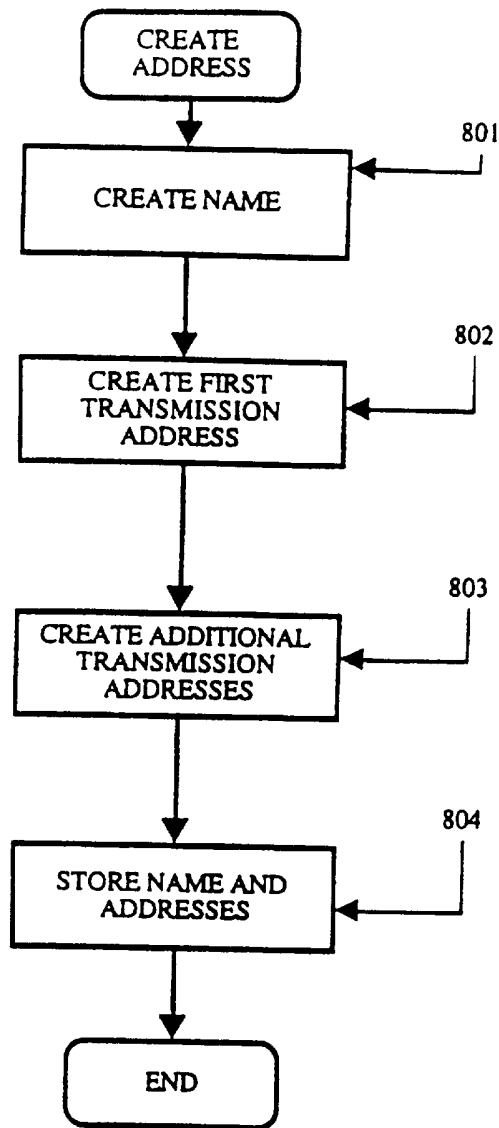 CREATE
ADDRESS
801
CREATE NAME
802
CREATE FIRST
TRANSMISSION
ADDRESS
803
CREATE ADDITIONAL
TRANSMISSION
ADDRESSES
804
STORE NAME AND
ADDRESSES
END